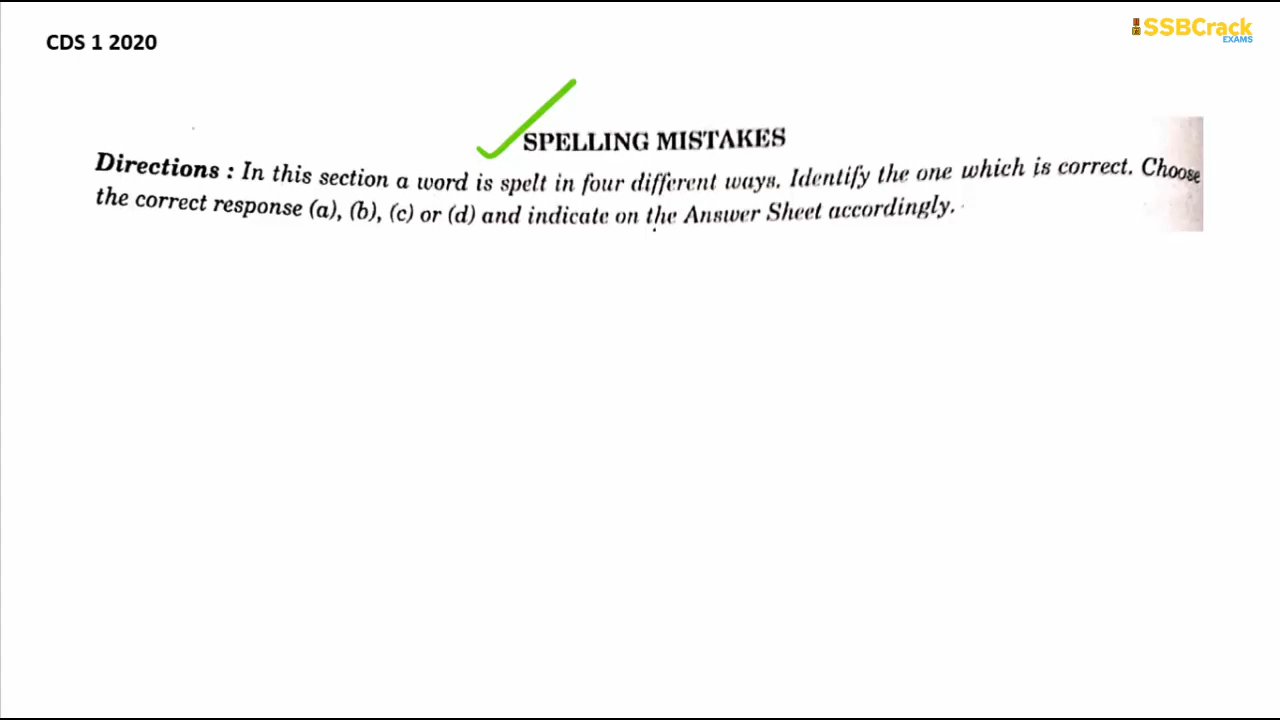 CDS 1 2020
SSBCrack
EXAMS
SPELLING MISTAKES
Directions : In this section a word is spelt in four different ways. Identify the one which is correct. Choose
the correct response (a), (b), (c) or (d) and indicate on the Answer Sheet accordingly.